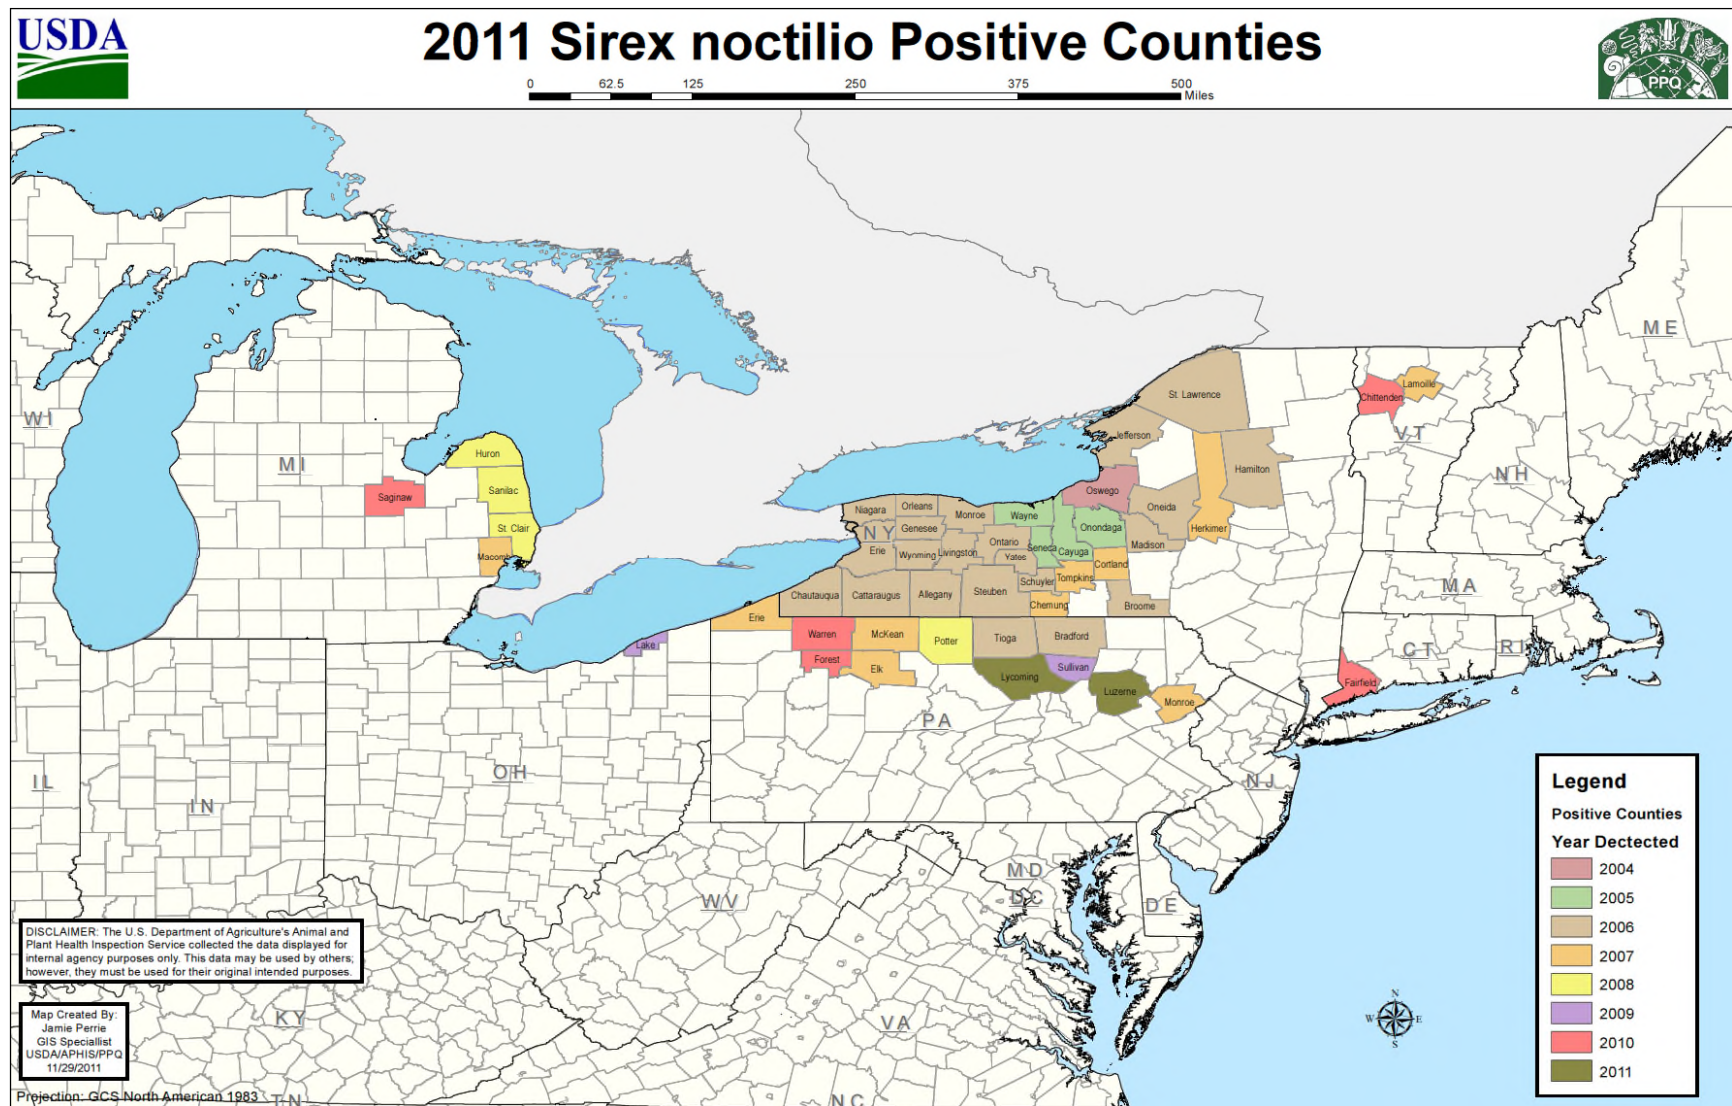 USDA
2011 Sirex noctilio Positive Counties
PPQ
0 62.5 125 250 375 500
Miles
ME
WI
MI
VT
NH
NY
MA
CT
RI
PA
NJ
OH
IL
IN
MD
DC
DE
WV
VA
KY
TN
NC
St. Lawrence
Jefferson
Chittenden
Lamoille
Huron
Sanilac
Saginaw
St. Clair
Macomb
Oswego
Hamilton
Herkimer
Oneida
Niagara
Orleans
Monroe
Wayne
Onondaga
Genesee
Ontario
Seneca
Cayuga
Madison
Erie
Wyoming
Livingston
Yates
Cortland
Schuyler
Tompkins
Chautauqua
Cattaraugus
Allegany
Steuben
Chemung
Broome
Erie
Lake
Warren
McKean
Potter
Tioga
Bradford
Forest
Elk
Lycoming
Sullivan
Luzerne
Monroe
Fairfield
Legend
Positive Counties
Year Dectected
2004
2005
2006
2007
2008
2009
2010
2011
N
W E
S
DISCLAIMER: The U.S. Department of Agriculture's Animal and
Plant Health Inspection Service collected the data displayed for
internal agency purposes only. This data may be used by others;
however, they must be used for their original intended purposes.
Map Created By:
Jamie Perrie
GIS Speciallist
USDA/APHIS/PPQ
11/29/2011
Projection: GCS North American 1983